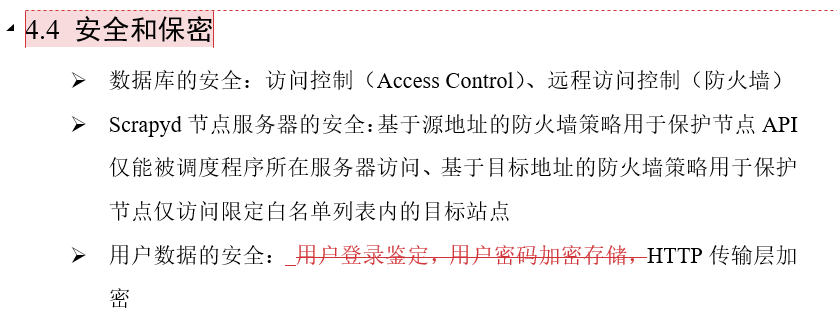 4.4 安全和保密
➢ 数据库的安全：访问控制（Access Control）、远程访问控制（防火墙）
➢ Scrapyd 节点服务器的安全：基于源地址的防火墙策略用于保护节点 API
仅能被调度程序所在服务器访问、基于目标地址的防火墙策略用于保护
节点仅访问限定白名单列表内的目标站点
➢ 用户数据的安全：_用户登录鉴定，用户密码加密存储，HTTP 传输层加
密